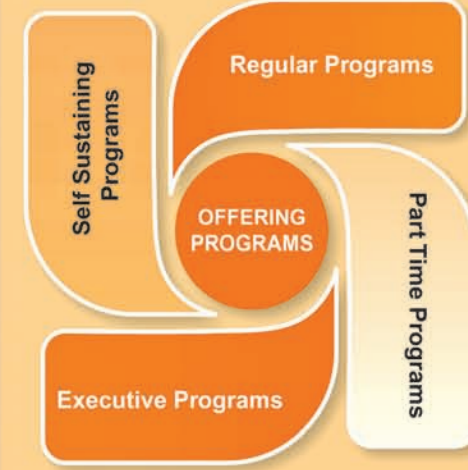 Regular Programs
Self Sustaining
Programs
OFFERING
PROGRAMS
Part Time Programs
Executive Programs